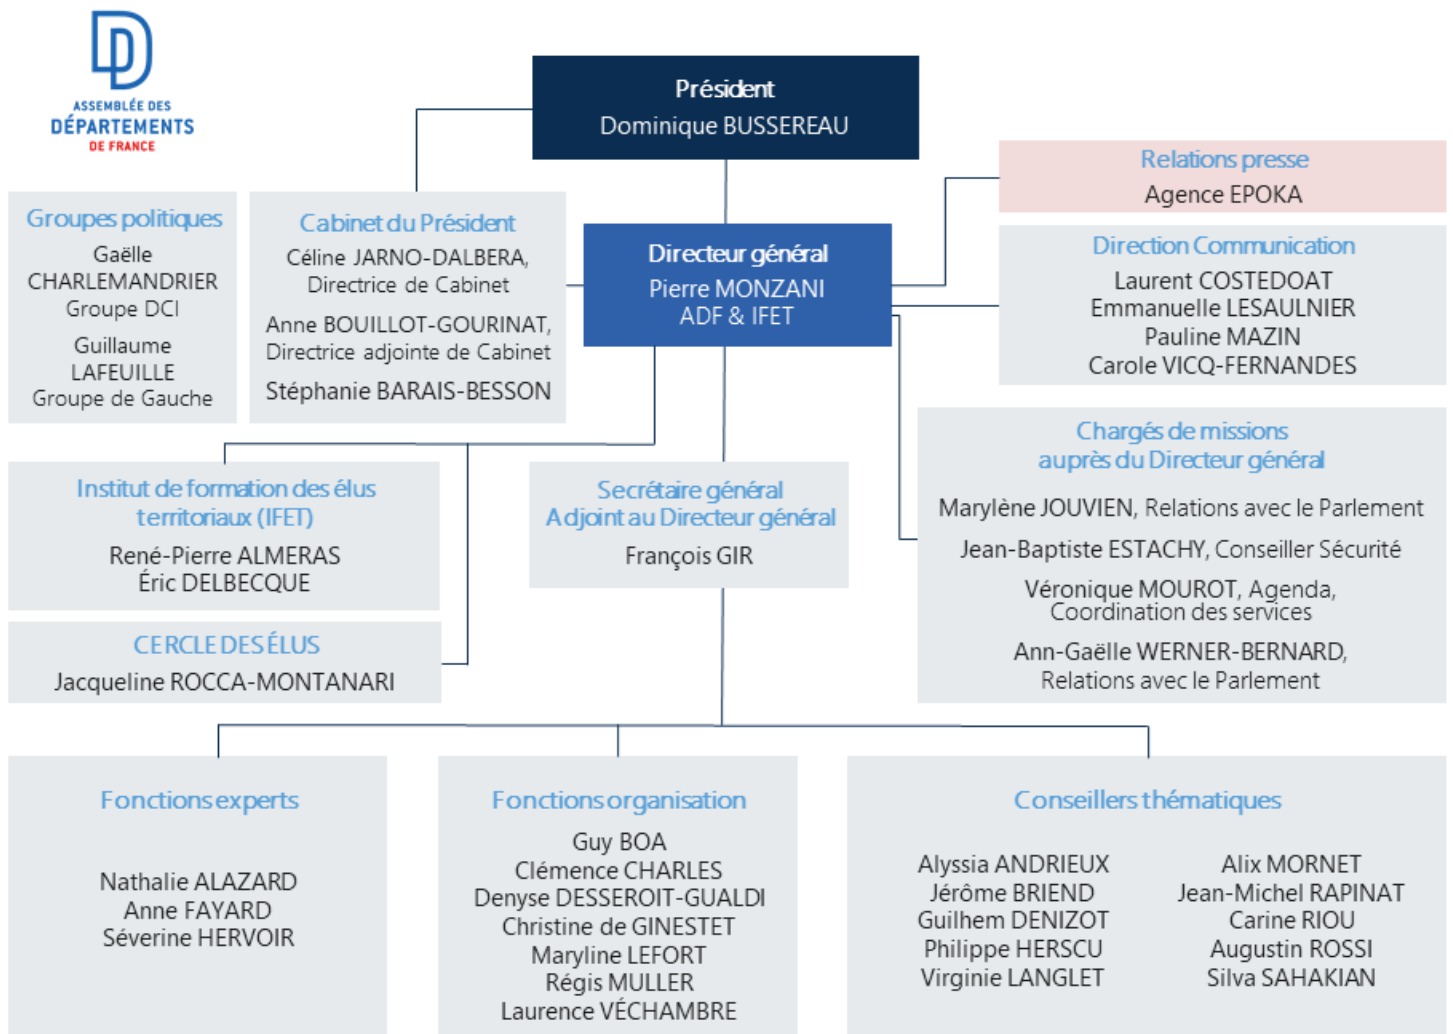 ASSEMBLÉE DES
DÉPARTEMENTS
DE FRANCE
Président
Dominique BUSSEREAU
Relations presse
Agence EPOKA
Groupes politiques
Gaëlle
CHARLEMANDRIER
Groupe DCI
Guillaume
LAFEUILLE
Groupe de Gauche
Cabinet du Président
Céline JARNO-DALBERA,
Directrice de Cabinet
Anne BOUILLOT-GOURINAT,
Directrice adjointe de Cabinet
Stéphanie BARAIS-BESSON
Directeur général
Pierre MONZANI
ADF & IFET
Direction Communication
Laurent COSTEDOAT
Emmanuelle LESAULNIER
Pauline MAZIN
Carole VICQ-FERNANDES
Chargés de missions
auprès du Directeur général
Marylène JOUVIEN, Relations avec le Parlement
Jean-Baptiste ESTACHY, Conseiller Sécurité
Véronique MOUROT, Agenda,
Coordination des services
Ann-Gaëlle WERNER-BERNARD,
Relations avec le Parlement
Institut de formation des élus
territoriaux (IFET)
René-Pierre ALMERAS
Éric DELBECQUE
Secrétaire général
Adjoint au Directeur général
François GIR
CERCLE DES ÉLUS
Jacqueline ROCCA-MONTANARI
Fonctions experts
Nathalie ALAZARD
Anne FAYARD
Séverine HERVOIR
Fonctions organisation
Guy BOA
Clémence CHARLES
Denyse DESSEROIT-GUALDI
Christine de GINESTET
Maryline LEFORT
Régis MULLER
Laurence VÉCHAMBRE
Conseillers thématiques
Alyssia ANDRIEUX
Jérôme BRIEND
Guilhem DENIZOT
Philippe HERSCU
Virginie LANGLET
Alix MORNET
Jean-Michel RAPINAT
Carine RIOU
Augustin ROSSI
Silva SAHAKIAN